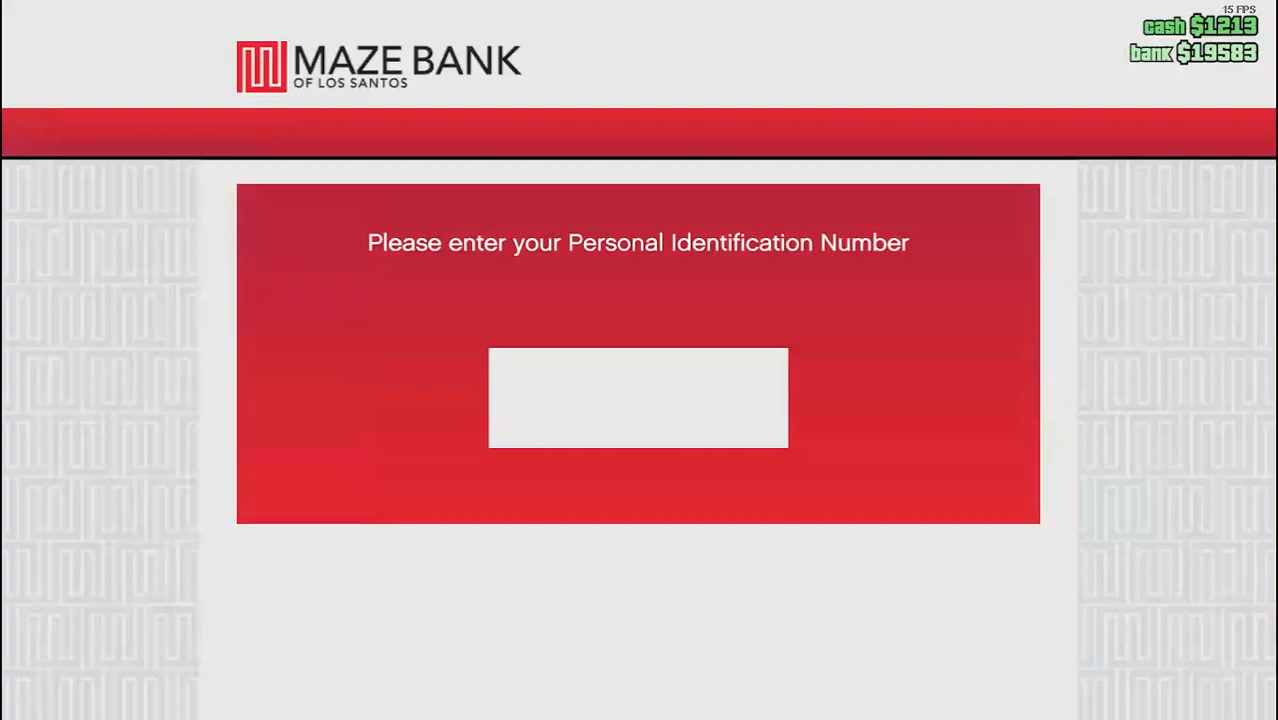 15 FPS
cash $1213
bank $19583
MAZE BANK
OF LOS SANTOS
Please enter your Personal Identification Number